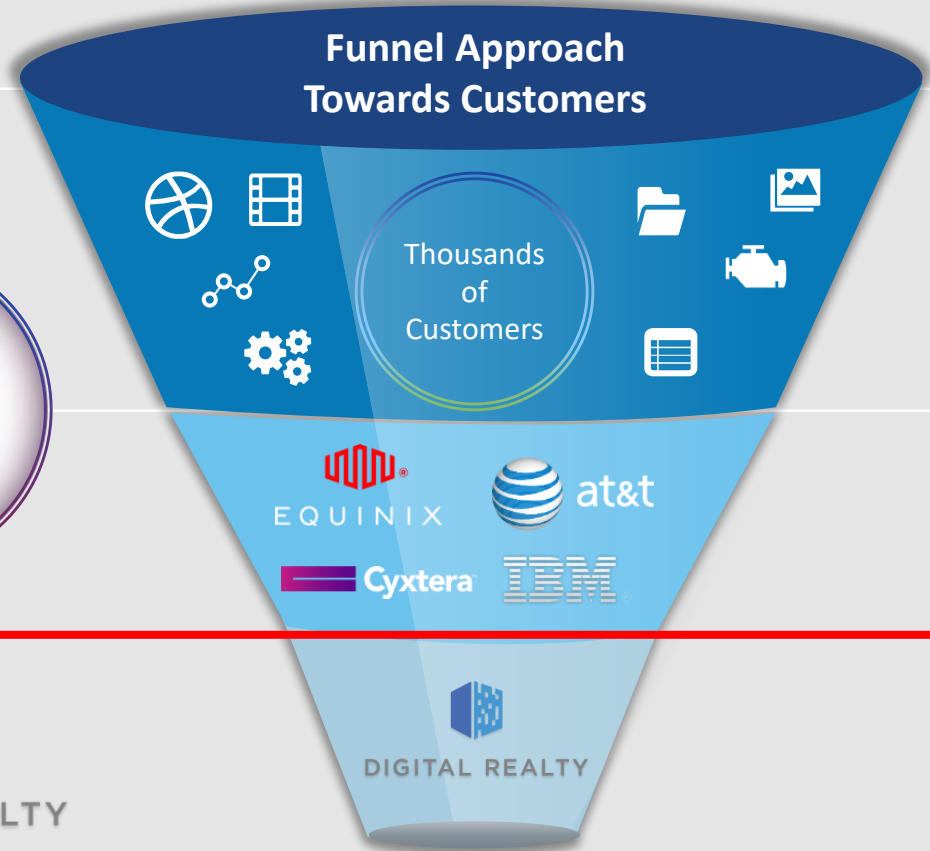 Funnel Approach
Towards Customers
Thousands
of
Customers
EQUINIX
at&t
Cyxtera
IBM
DIGITAL REALTY
LTY